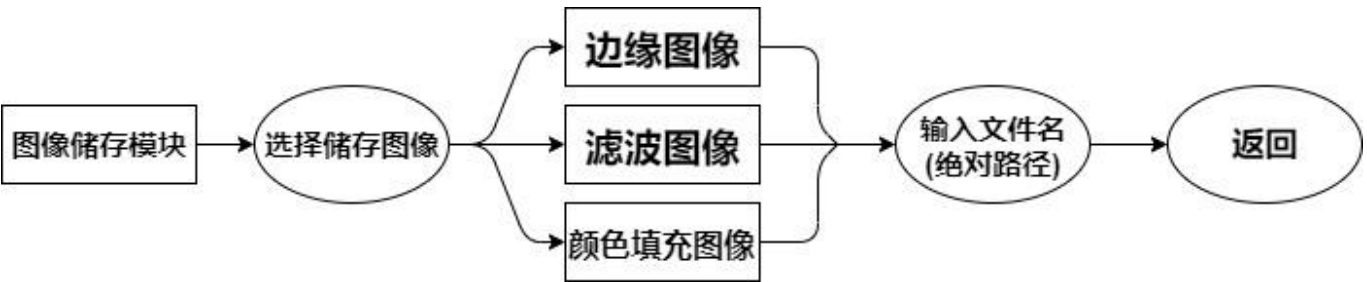 图像储存模块
选择储存图像
边缘图像
滤波图像
颜色填充图像
输入文件名
(绝对路径)
返回